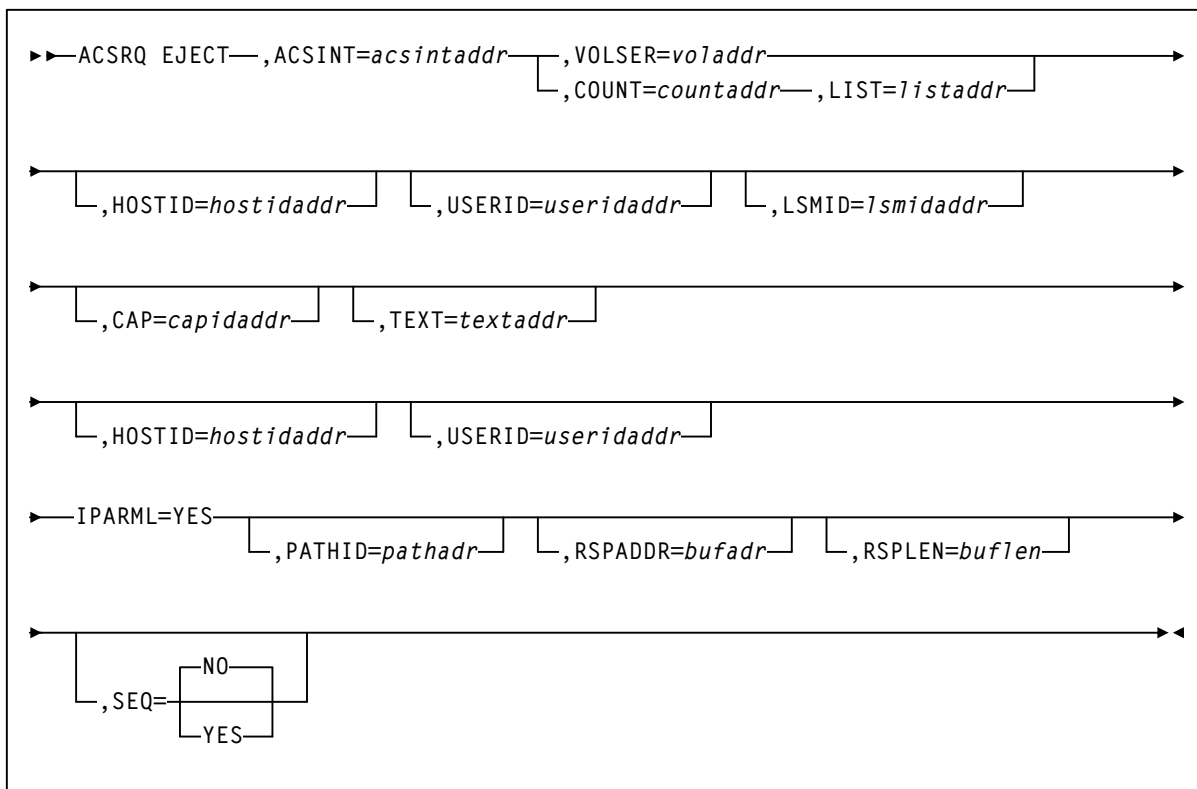 ACSRQ EJECT ,ACSINT=acsintaddr ,VOLSER=voladdr
,COUNT=countaddr ,LIST=listaddr
,HOSTID=hostidaddr ,USERID=useridaddr ,LSMID=lsmidaddr
,CAP=capidaddr ,TEXT=textaddr
,HOSTID=hostidaddr ,USERID=useridaddr
IPARML=YES
,PATHID=pathadr ,RSPADDR=bufadr ,RSPLEN=buflen
NO
,SEQ=
YES